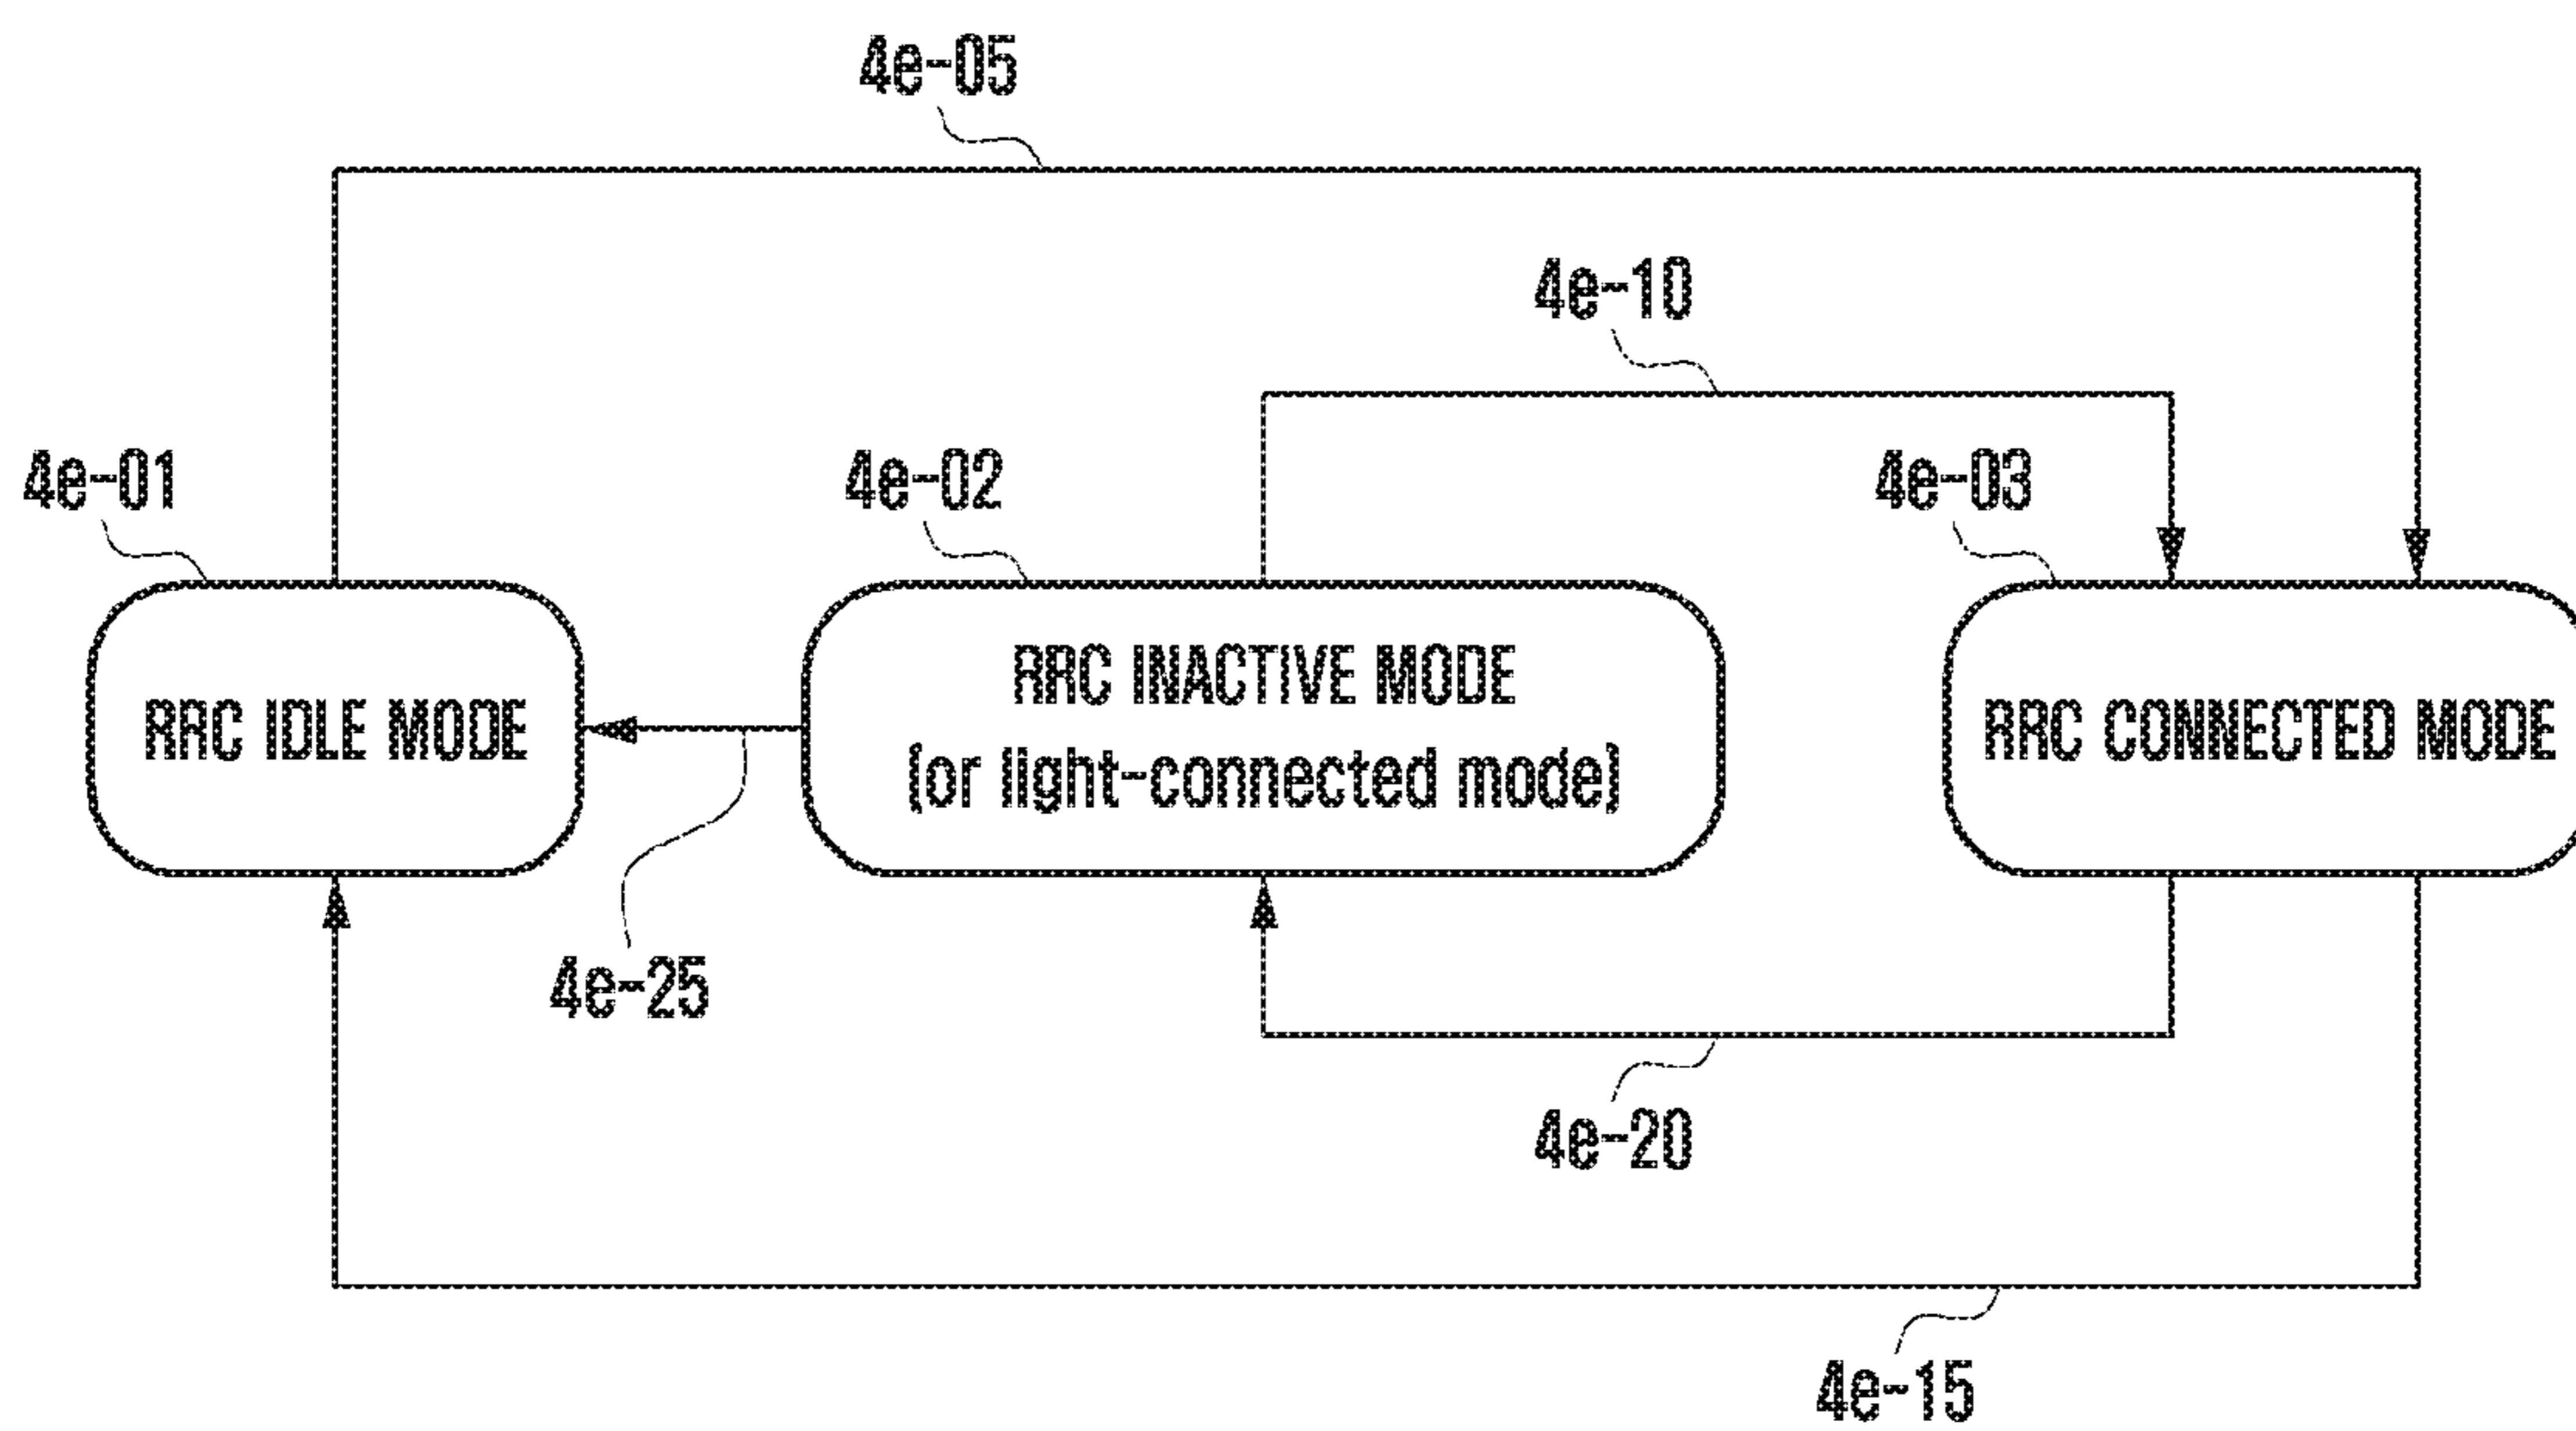 4e-05
4e-10
4e-01
4e-02
4e-03
RRC IDLE MODE
RRC INACTIVE MODE
(or light-connected mode)
RRC CONNECTED MODE
4e-25
4e-20
4e-15